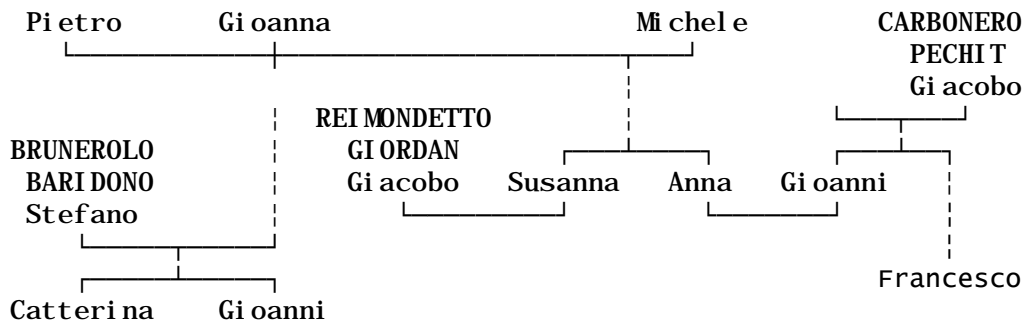 Pietro Gioanna Michele CARBONERO
PECHIT
Giacobo
REIMONDETTO
BRUNEROLO GIORDAN
BARIDONO Giacobo Susanna Anna Gioanni
Stefano
Francesco
Catterina Gioanni